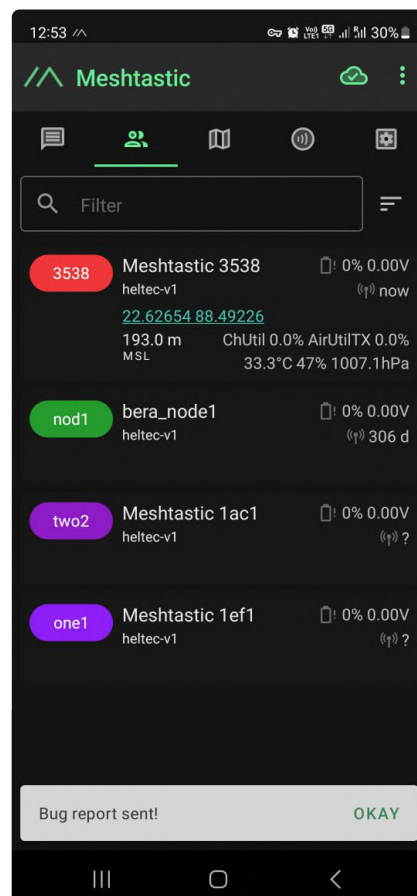 12:53 Vo)) LTE1 5G 30%
Meshtastic
Filter
3538 Meshtastic 3538 0% 0.00V
heltec-v1 now
22.62654 88.49226
193.0 m ChUtil 0.0% AirUtilTX 0.0%
MSL 33.3°C 47% 1007.1hPa
nod1 bera_node1 0% 0.00V
heltec-v1 306 d
two2 Meshtastic 1ac1 0% 0.00V
heltec-v1 ?
one1 Meshtastic 1ef1 0% 0.00V
heltec-v1 ?
Bug report sent! OKAY